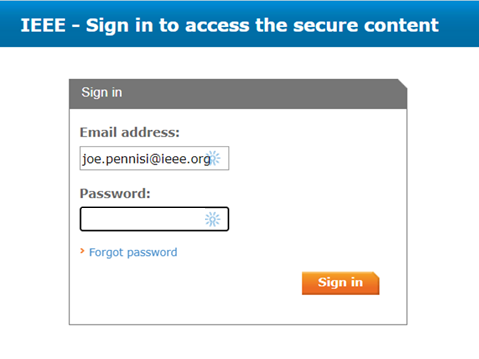 IEEE - Sign in to access the secure content
Sign in
Email address:
joe.pennisi@ieee.org
Password:
Forgot password
Sign in